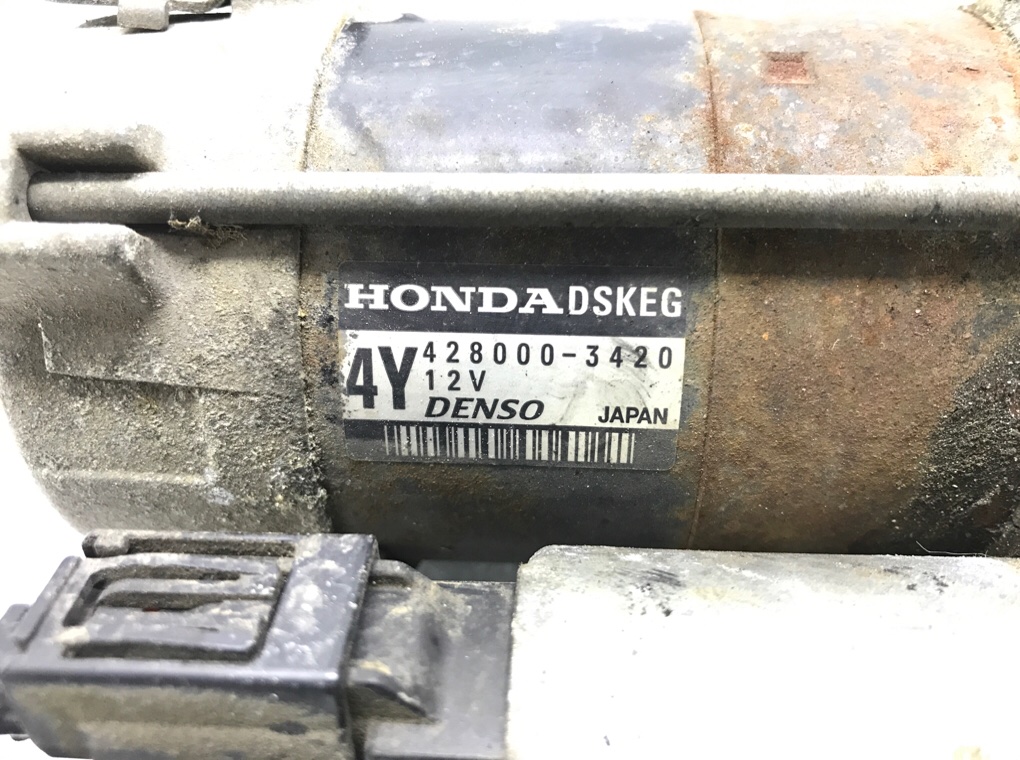 HONDA DSKEG
4Y 428000-3420
12V
DENSO JAPAN